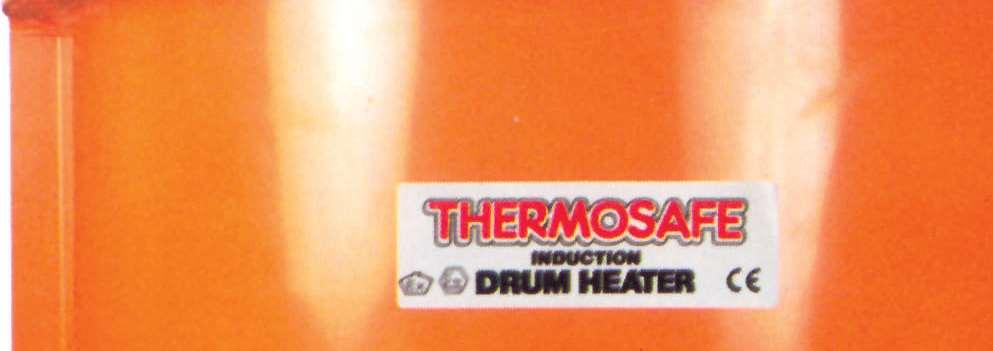 THERMOSAFE
INDUCTION
DRUM HEATER CE